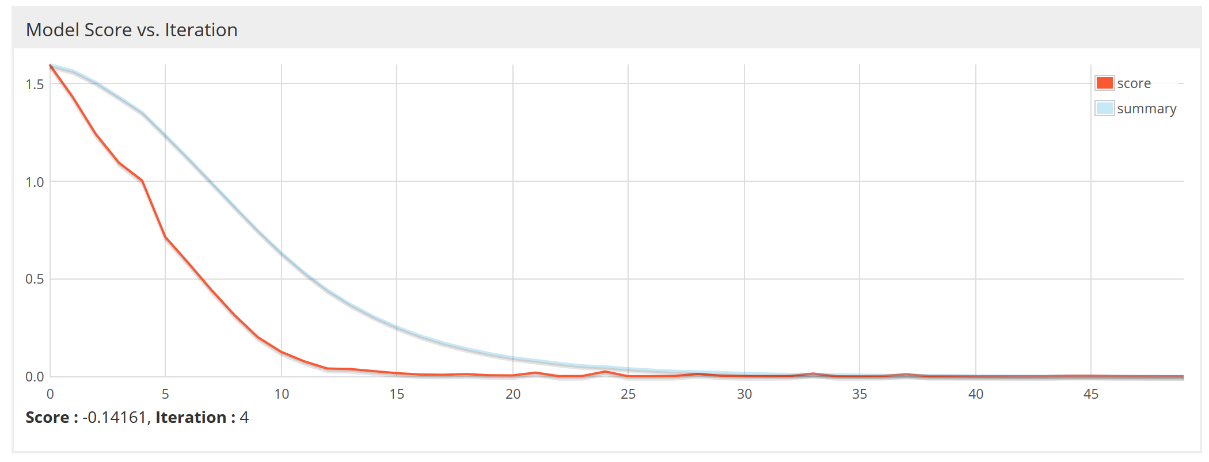 Model Score vs. Iteration
1.5
1.0
0.5
0.0
score
summary
0 5 10 15 20 25 30 35 40 45
Score : -0.14161, Iteration : 4